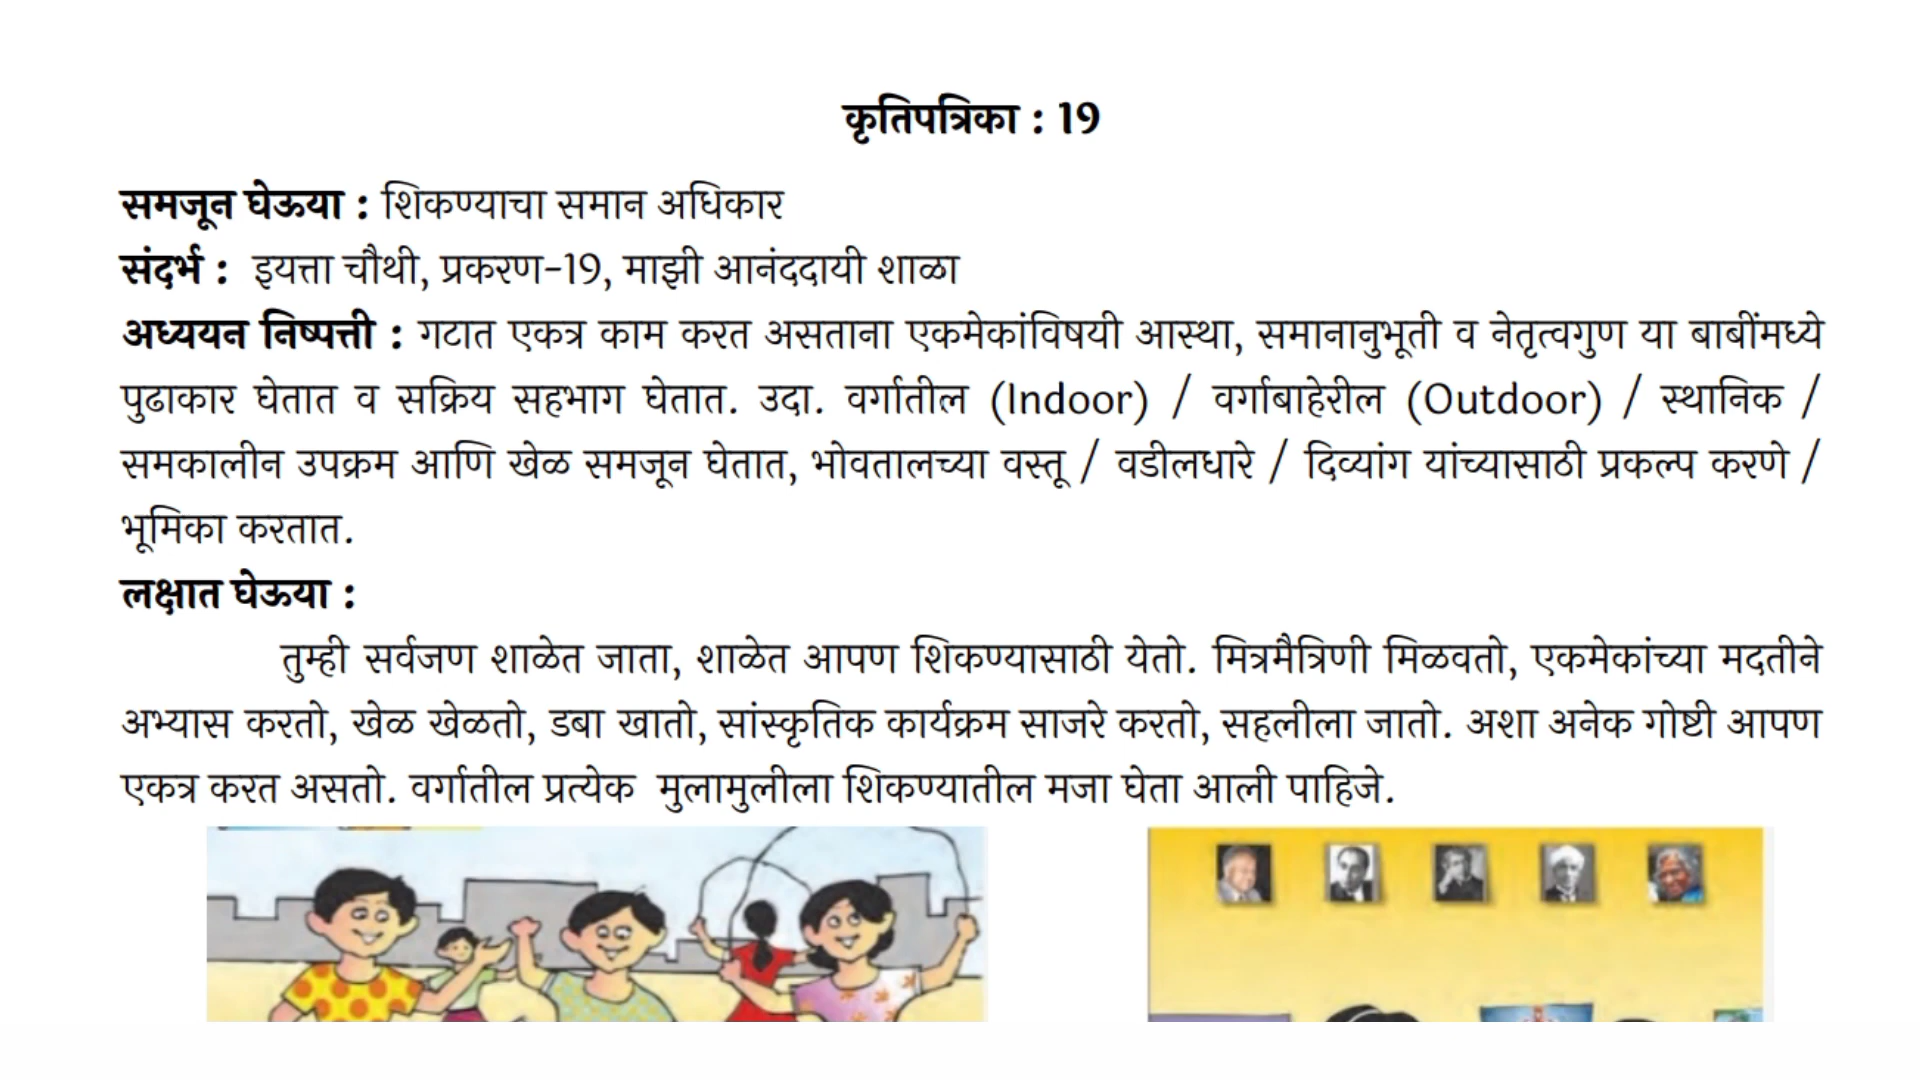 कृतिपत्रिका : 19
समजून घेऊया : शिकण्याचा समान अधिकार
संदर्भ : इयत्ता चौथी, प्रकरण-19, माझी आनंददायी शाळा
अध्ययन निष्पत्ती : गटात एकत्र काम करत असताना एकमेकांविषयी आस्था, समानानुभूती व नेतृत्वगुण या बाबींमध्ये
पुढाकार घेतात व सक्रिय सहभाग घेतात. उदा. वर्गातील (Indoor) / वर्गाबाहेरील (Outdoor) / स्थानिक /
समकालीन उपक्रम आणि खेळ समजून घेतात, भोवतालच्या वस्तू / वडीलधारे / दिव्यांग यांच्यासाठी प्रकल्प करणे /
भूमिका करतात.
लक्षात घेऊया :
तुम्ही सर्वजण शाळेत जाता, शाळेत आपण शिकण्यासाठी येतो. मित्रमैत्रिणी मिळवतो, एकमेकांच्या मदतीने
अभ्यास करतो, खेळ खेळतो, डबा खातो, सांस्कृतिक कार्यक्रम साजरे करतो, सहलीला जातो. अशा अनेक गोष्टी आपण
एकत्र करत असतो. वर्गातील प्रत्येक मुलामुलीला शिकण्यातील मजा घेता आली पाहिजे.